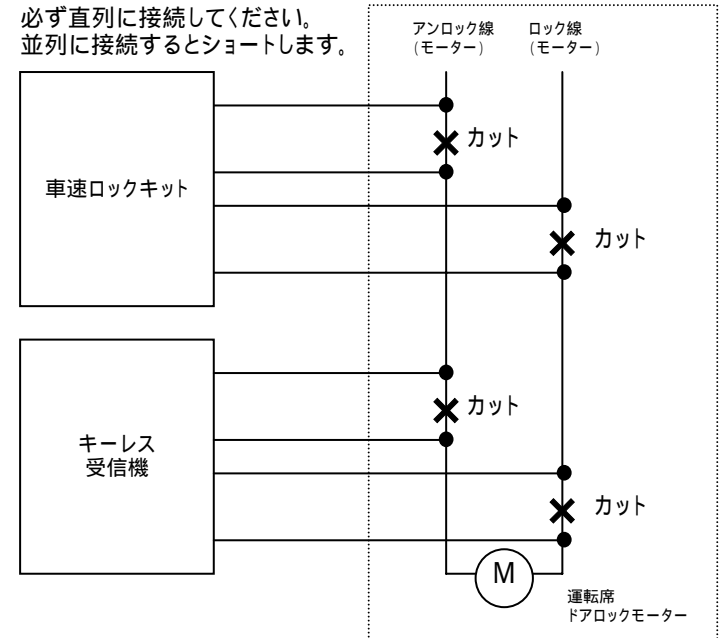 必ず直列に接続してください。
並列に接続するとショートします。
アンロック線
(モーター)
ロック線
(モーター)
カット
車速ロックキット
カット
カット
キーレス
受信機
カット
M
運転席
ドアロックモーター